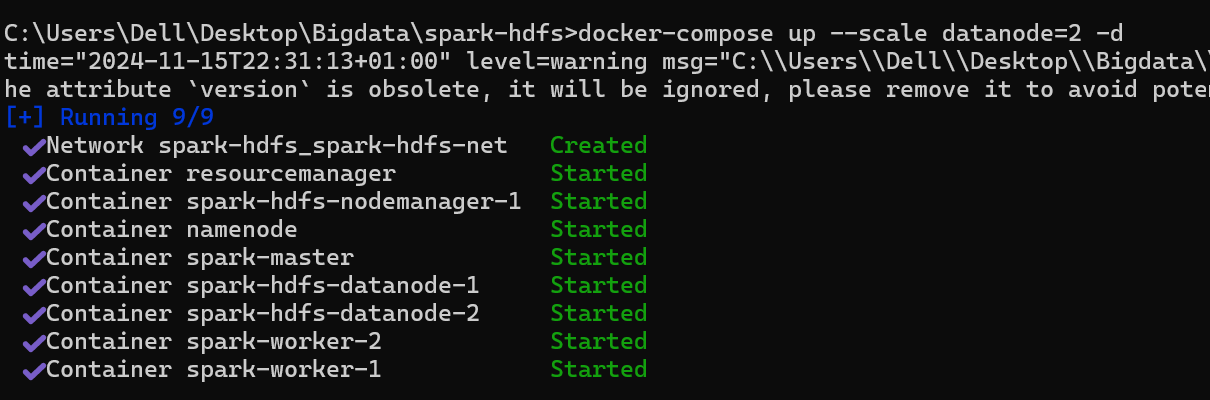 C:\Users\Dell\Desktop\Bigdata\spark-hdfs>docker-compose up --scale datanode=2 -d
time="2024-11-15T22:31:13+01:00" level=warning msg="C:\\Users\\Dell\\Desktop\\Bigdata\
he attribute `version` is obsolete, it will be ignored, please remove it to avoid poten
[+] Running 9/9
✔Network spark-hdfs_spark-hdfs-net Created
✔Container resourcemanager Started
✔Container spark-hdfs-nodemanager-1 Started
✔Container namenode Started
✔Container spark-master Started
✔Container spark-hdfs-datanode-1 Started
✔Container spark-hdfs-datanode-2 Started
✔Container spark-worker-2 Started
✔Container spark-worker-1 Started